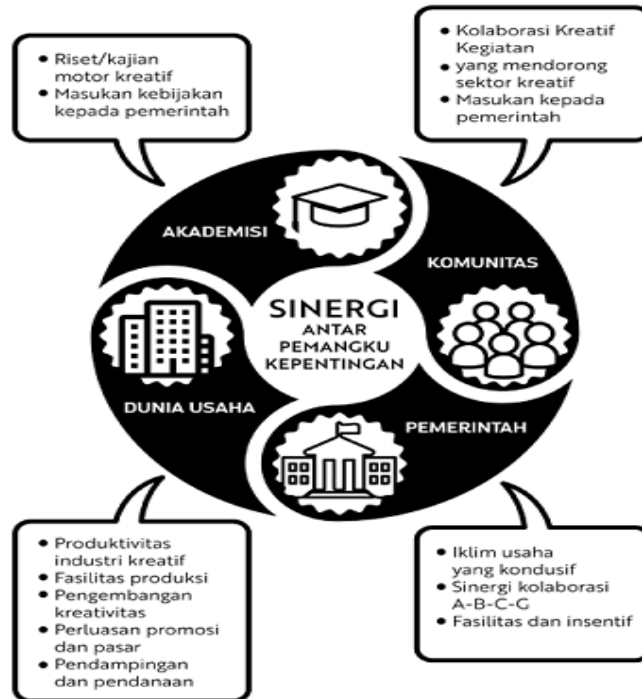 • Riset/kajian
motor kreatif
• Masukan kebijakan
kepada pemerintah
• Kolaborasi Kreatif
Kegiatan
• yang mendorong
sektor kreatif
• Masukan kepada
pemerintah
AKADEMISI
KOMUNITAS
SINERGI
ANTAR
PEMANGKU
KEPENTINGAN
DUNIA USAHA
PEMERINTAH
• Produktivitas
industri kreatif
• Fasilitas produksi
• Pengembangan
kreativitas
• Perluasan promosi
dan pasar
• Pendampingan
dan pendanaan
• Iklim usaha
yang kondusif
• Sinergi kolaborasi
A-B-C-G
• Fasilitas dan insentif